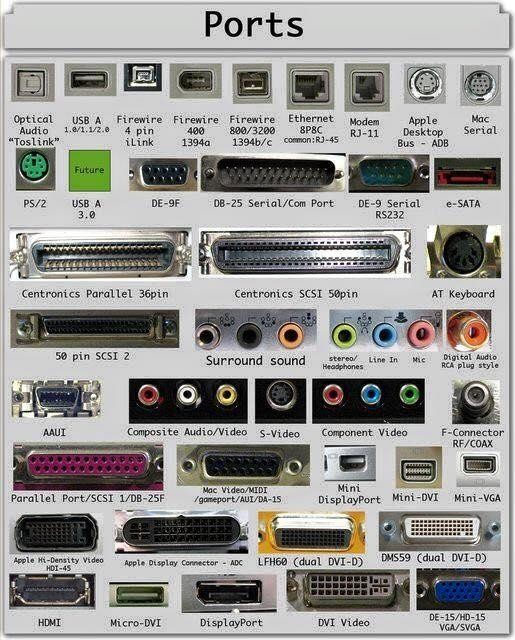 Ports
Optical
Audio
"Toslink"
USB A
1.0/1.1/2.0
Firewire
4 pin
iLink
Firewire
400
1394a
Firewire
800/3200
1394b/c
Ethernet
8P8C
common:RJ-45
Modem
RJ-11
Apple
Desktop
Bus - ADB
Mac
Serial
PS/2
Future
USB A
3.0
DE-9F
DB-25 Serial/Com Port
DE-9 Serial
RS232
e-SATA
Centronics Parallel 36pin
Centronics SCSI 50pin
AT Keyboard
50 pin SCSI 2
Surround sound
stereo/
Headphones
Line In
Mic
Digital Audio
RCA plug style
AAUI
Composite Audio/Video
S-Video
Component Video
F-Connector
RF/COAX
Parallel Port/SCSI 1/DB-25F
Mac Video/MIDI
/gameport/AUI/DA-15
Mini
DisplayPort
Mini-DVI
Mini-VGA
Apple Hi-Density Video
HDI-45
Apple Display Connector - ADC
LFH60 (dual DVI-D)
DMS59 (dual DVI-D)
HDMI
Micro-DVI
DisplayPort
DVI Video
DE-15/HD-15
VGA/SVGA